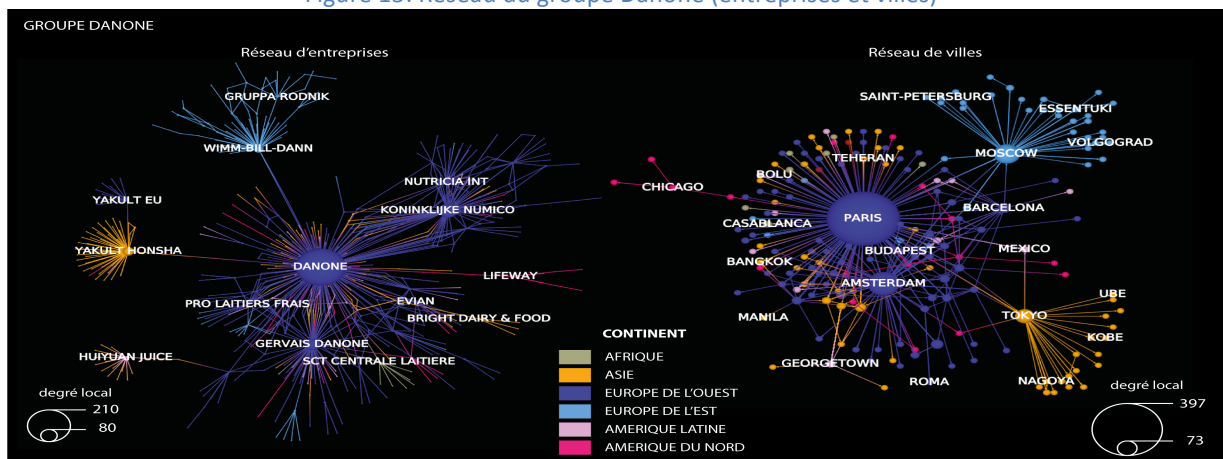 Figure 15: Réseau du groupe Danone (entreprises et villes)
GROUPE DANONE
Réseau d'entreprises
GRUPPA RODNIK
WIMM-BILL-DANN
NUTRICIA INT
YAKULT EU
KONINKLIJKE NUMICO
YAKULT HONSHA
DANONE
LIFEWAY
PRO LAITIERS FRAIS
EVIAN
BRIGHT DAIRY & FOOD
GERVAIS DANONE
HUIYUAN JUICE
SCT CENTRALE LAITIERE
degré local
210
80
CONTINENT
AFRIQUE
ASIE
EUROPE DE L'OUEST
EUROPE DE L'EST
AMERIQUE LATINE
AMERIQUE DU NORD
Réseau de villes
SAINT-PETERSBURG
ESSENTUKI
VOLGOGRAD
MOSCOW
TEHERAN
BOLU
CHICAGO
BARCELONA
PARIS
CASABLANCA
BUDAPEST
MEXICO
BANGKOK
AMSTERDAM
UBE
MANILA
TOKYO
KOBE
GEORGETOWN
ROMA
NAGOYA
degré local
397
73